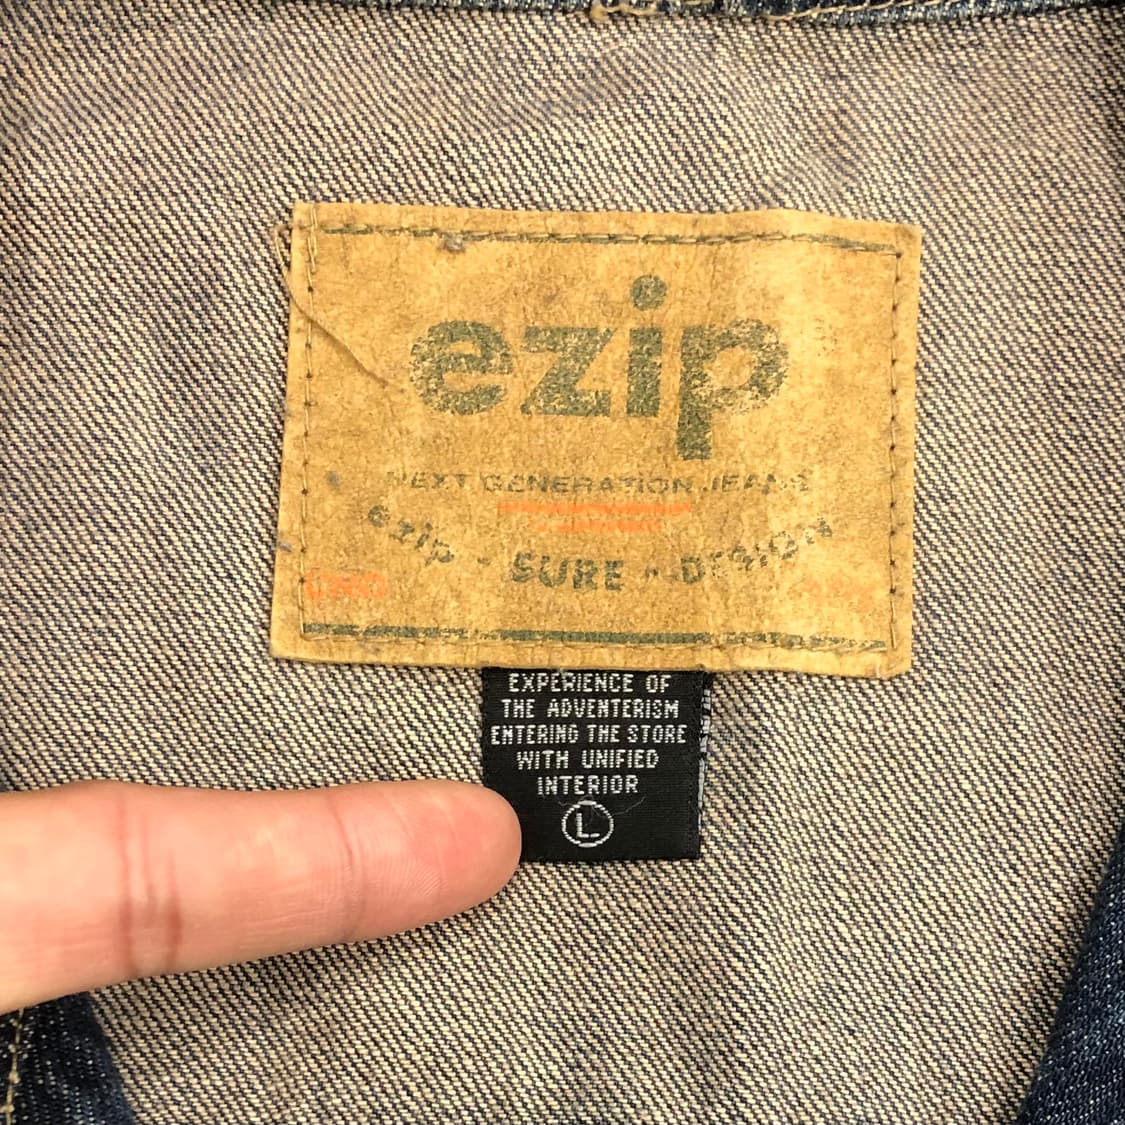 ezip
NEXT GENERATION JEANS
ezip - SURE - DESIGN
EXPERIENCE OF
THE ADVENTERISM
ENTERING THE STORE
WITH UNIFIED
INTERIOR
L